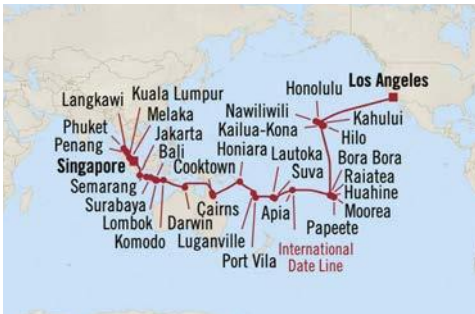 Kuala Lumpur
Langkawi
Melaka
Phuket
Jakarta
Penang
Bali
Singapore
Cooktown
Semarang
Surabaya
Lombok
Komodo
Darwin
Cairns
Luganville
Port Vila
Honiara
Lautoka
Suva
Apia
International
Date Line
Honolulu
Los Angeles
Nawiliwili
Kahului
Kailua-Kona
Hilo
Bora Bora
Raiatea
Huahine
Moorea
Papeete